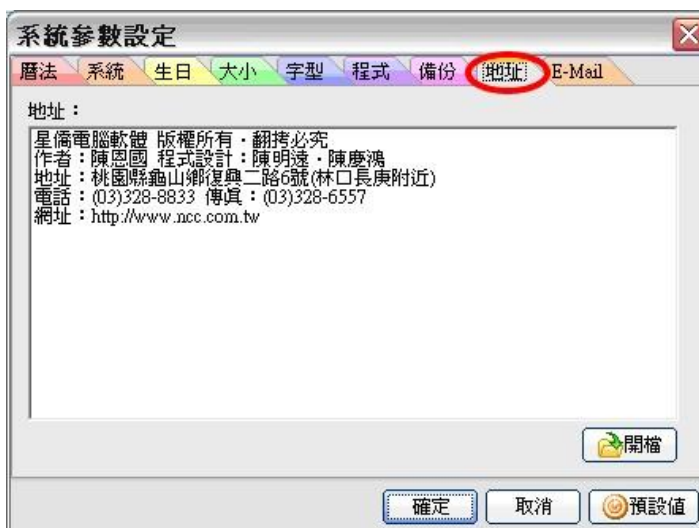 系統參數設定
曆法 系統 生日 大小 字型 程式 備份 地址 E-Mail
地址：
星僑電腦軟體 版權所有‧翻拷必究
作者：陳恩國 程式設計：陳明遠‧陳慶鴻
地址：桃園縣龜山鄉復興二路6號(林口長庚附近)
電話：(03)328-8833 傳真：(03)328-6557
網址：http://www.ncc.com.tw
開檔
確定 取消 預設值